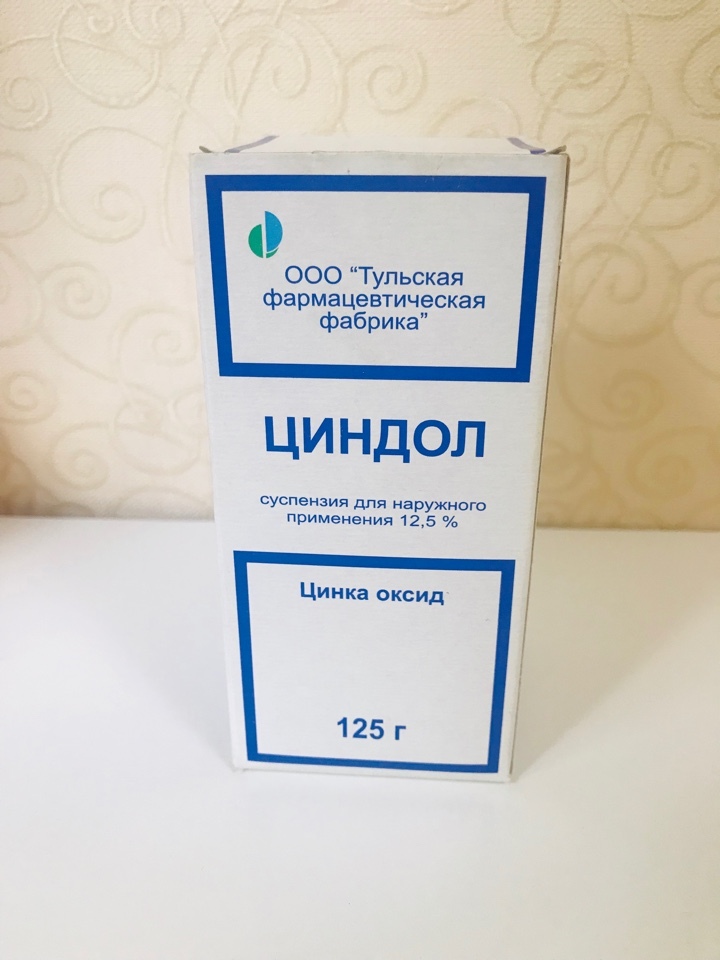 ООО “Тульская
фармацевтическая
фабрика”
ЦИНДОЛ
суспензия для наружного
применения 12,5 %
Цинка оксид
125 г